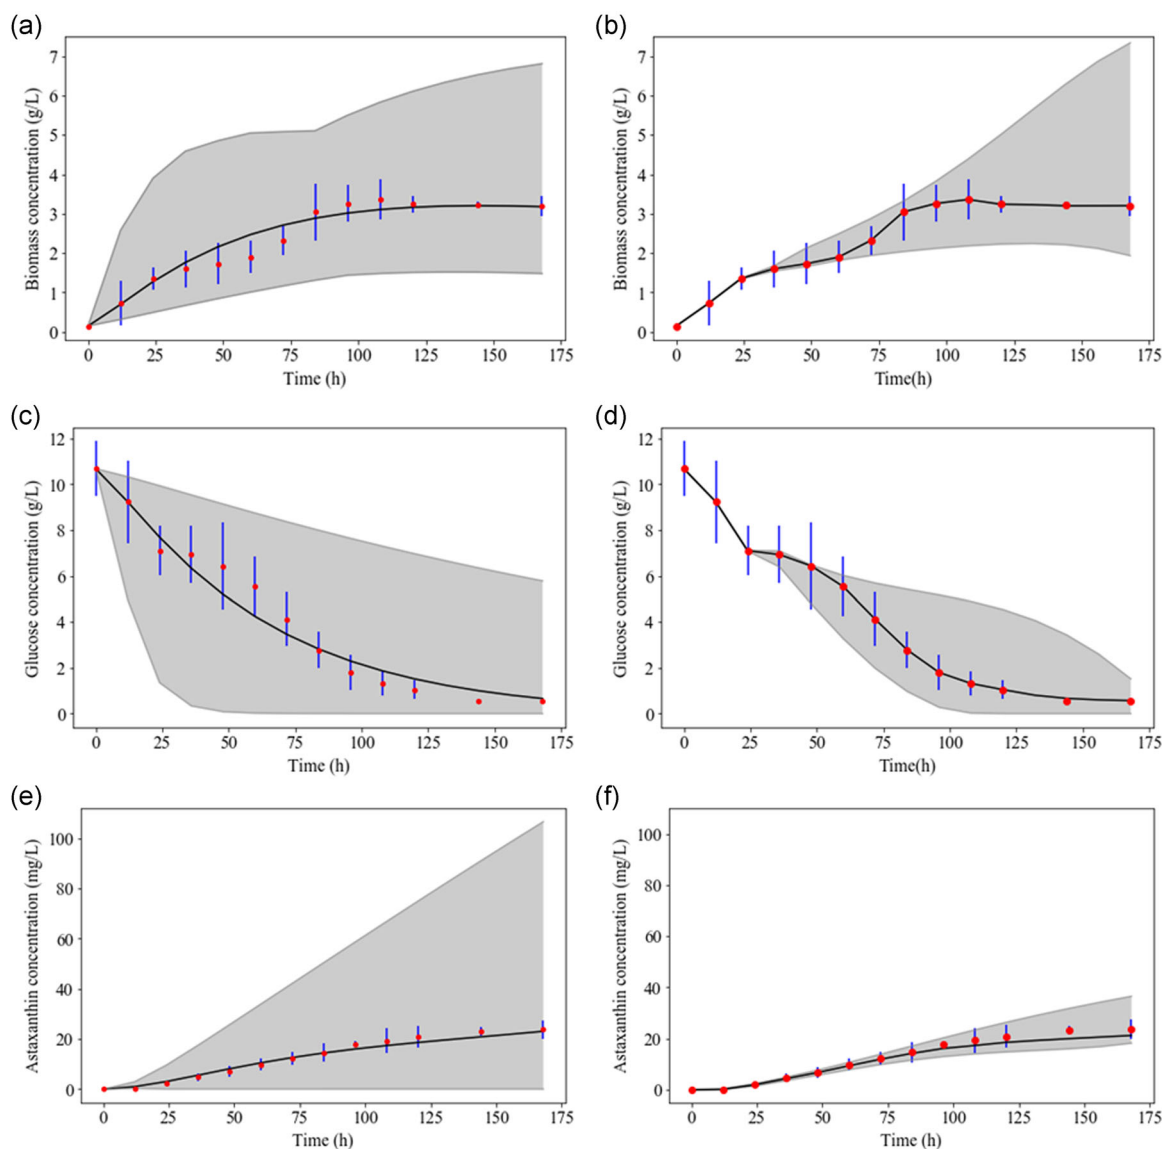 (a)
(b)
7
6
5
4
3
2
1
0
Biomass concentration (g/L)
0 25 50 75 100 125 150 175
Time (h)
7
6
5
4
3
2
1
0
Biomass concentration (g/L)
0 25 50 75 100 125 150 175
Time(h)
(c)
(d)
12
10
8
6
4
2
0
Glucose concentration (g/L)
0 25 50 75 100 125 150 175
Time (h)
12
10
8
6
4
2
0
Glucose concentration (g/L)
0 25 50 75 100 125 150 175
Time(h)
(e)
(f)
100
80
60
40
20
0
Astaxanthin concentration (mg/L)
0 25 50 75 100 125 150 175
Time (h)
100
80
60
40
20
0
Astaxanthin concentration (mg/L)
0 25 50 75 100 125 150 175
Time (h)